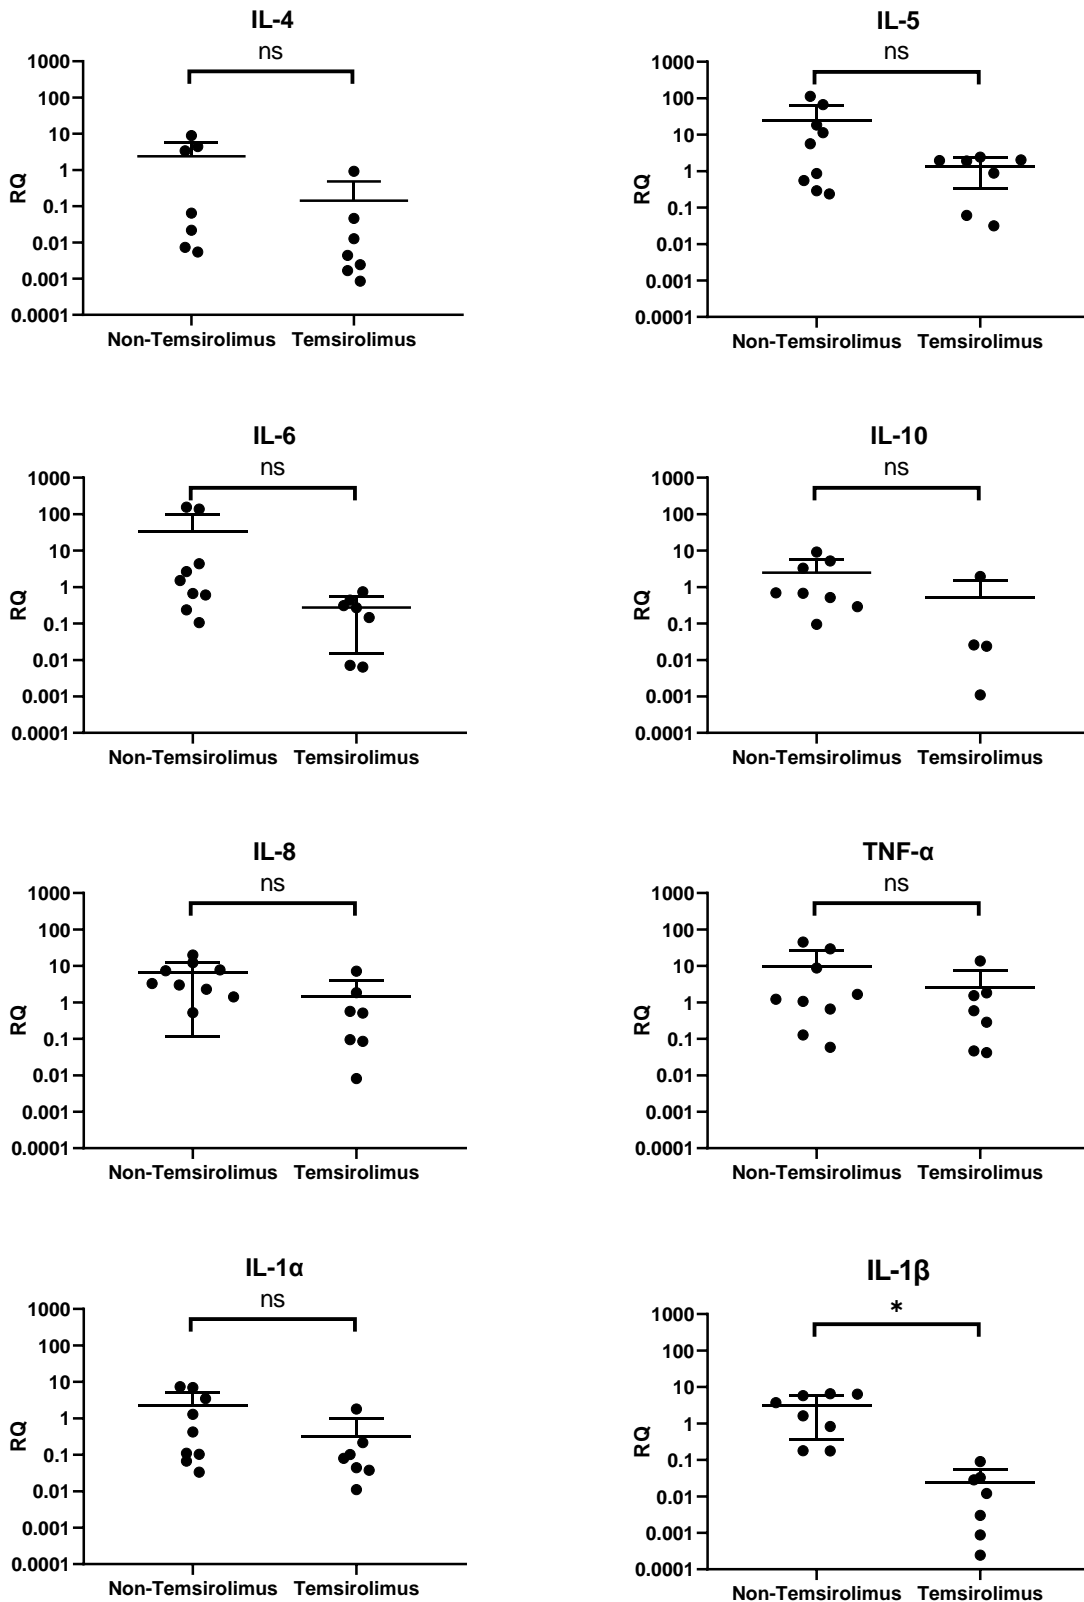 IL-4
ns
1000
100
10
1
0.1
0.01
0.001
0.0001
RQ
Non-Temsirolimus Temsirolimus
IL-5
ns
1000
100
10
1
0.1
0.01
0.001
0.0001
RQ
Non-Temsirolimus Temsirolimus
IL-6
ns
1000
100
10
1
0.1
0.01
0.001
0.0001
RQ
Non-Temsirolimus Temsirolimus
IL-10
ns
1000
100
10
1
0.1
0.01
0.001
0.0001
RQ
Non-Temsirolimus Temsirolimus
IL-8
ns
1000
100
10
1
0.1
0.01
0.001
0.0001
RQ
Non-Temsirolimus Temsirolimus
TNF-α
ns
1000
100
10
1
0.1
0.01
0.001
0.0001
RQ
Non-Temsirolimus Temsirolimus
IL-1α
ns
1000
100
10
1
0.1
0.01
0.001
0.0001
RQ
Non-Temsirolimus Temsirolimus
IL-1β
*
1000
100
10
1
0.1
0.01
0.001
0.0001
RQ
Non-Temsirolimus Temsirolimus